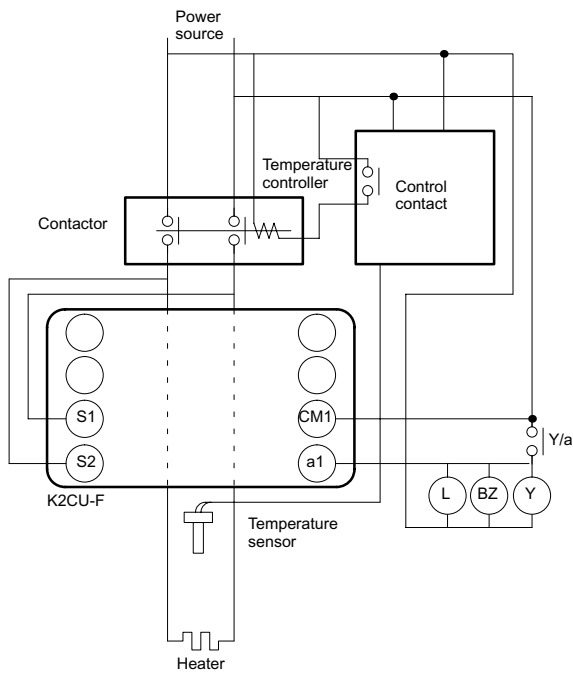 Power
source
Temperature
controller
Control
contact
Contactor
S1
CM1
Y/a
S2
a1
L
BZ
Y
K2CU-F
Temperature
sensor
Heater